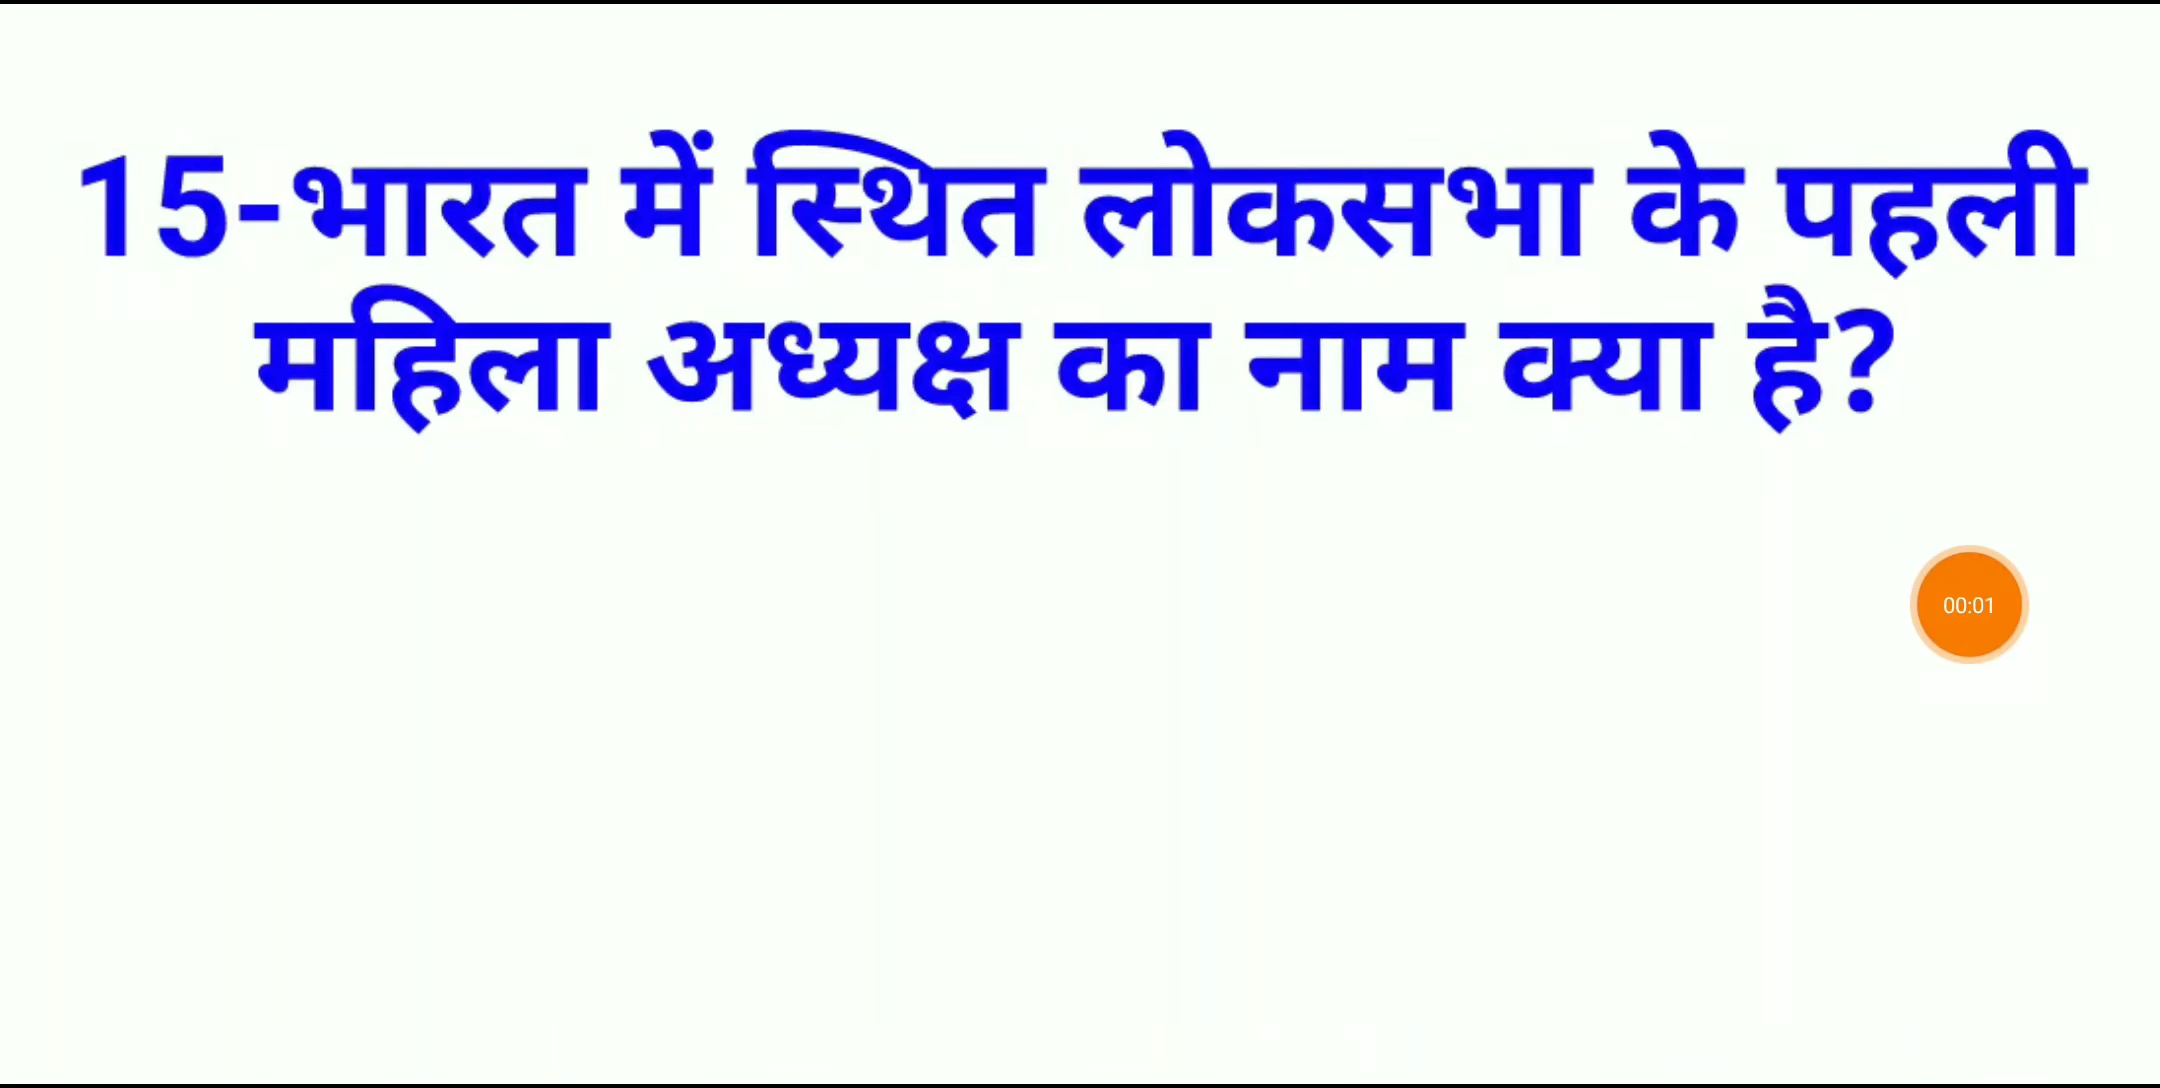 15-भारत में स्थित लोकसभा के पहली
महिला अध्यक्ष का नाम क्या है?
00:01